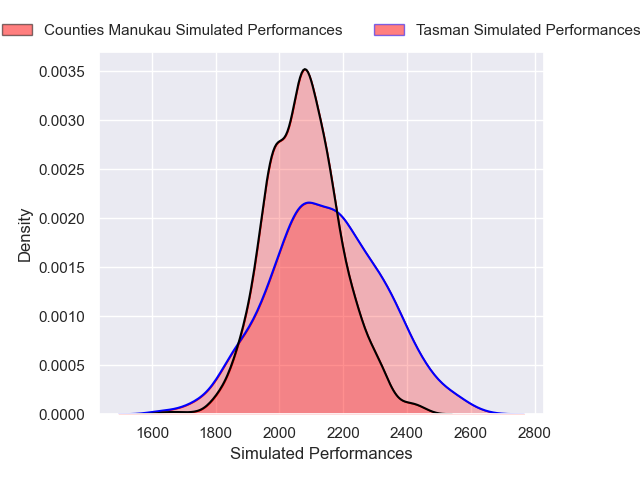 Counties Manukau Simulated Performances
Tasman Simulated Performances
0.0035
0.0030
0.0025
0.0020
0.0015
0.0010
0.0005
0.0000
Density
1600 1800 2000 2200 2400 2600 2800
Simulated Performances